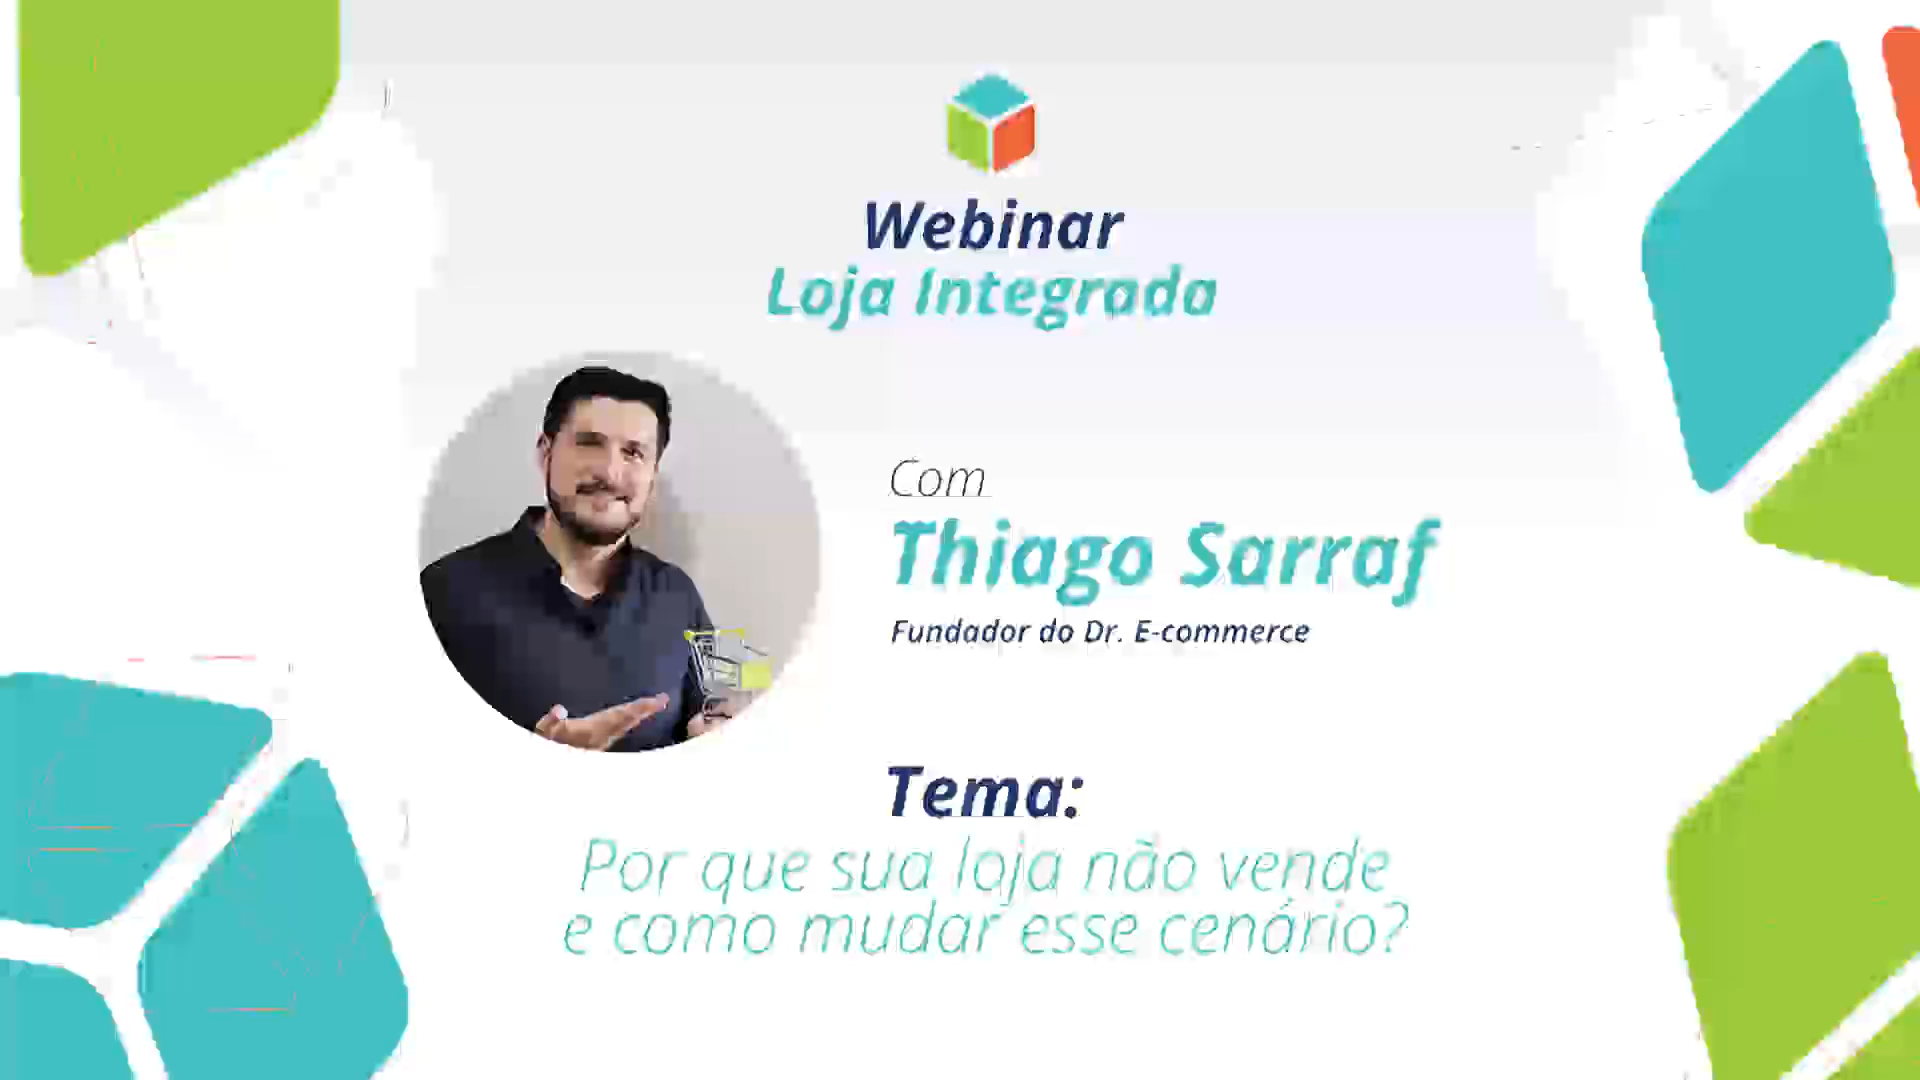 Webinar
Loja Integrada
Com
Thiago Sarraf
Fundador do Dr. E-commerce
Tema:
Por que sua loja não vende
e como mudar esse cenário?